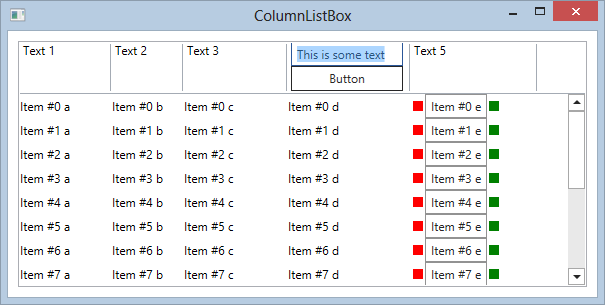 ColumnListBox
Text 1 Text 2 Text 3 This is some text Text 5
Button
Item #0 a Item #0 b Item #0 c Item #0 d Item #0 e
Item #1 a Item #1 b Item #1 c Item #1 d Item #1 e
Item #2 a Item #2 b Item #2 c Item #2 d Item #2 e
Item #3 a Item #3 b Item #3 c Item #3 d Item #3 e
Item #4 a Item #4 b Item #4 c Item #4 d Item #4 e
Item #5 a Item #5 b Item #5 c Item #5 d Item #5 e
Item #6 a Item #6 b Item #6 c Item #6 d Item #6 e
Item #7 a Item #7 b Item #7 c Item #7 d Item #7 e